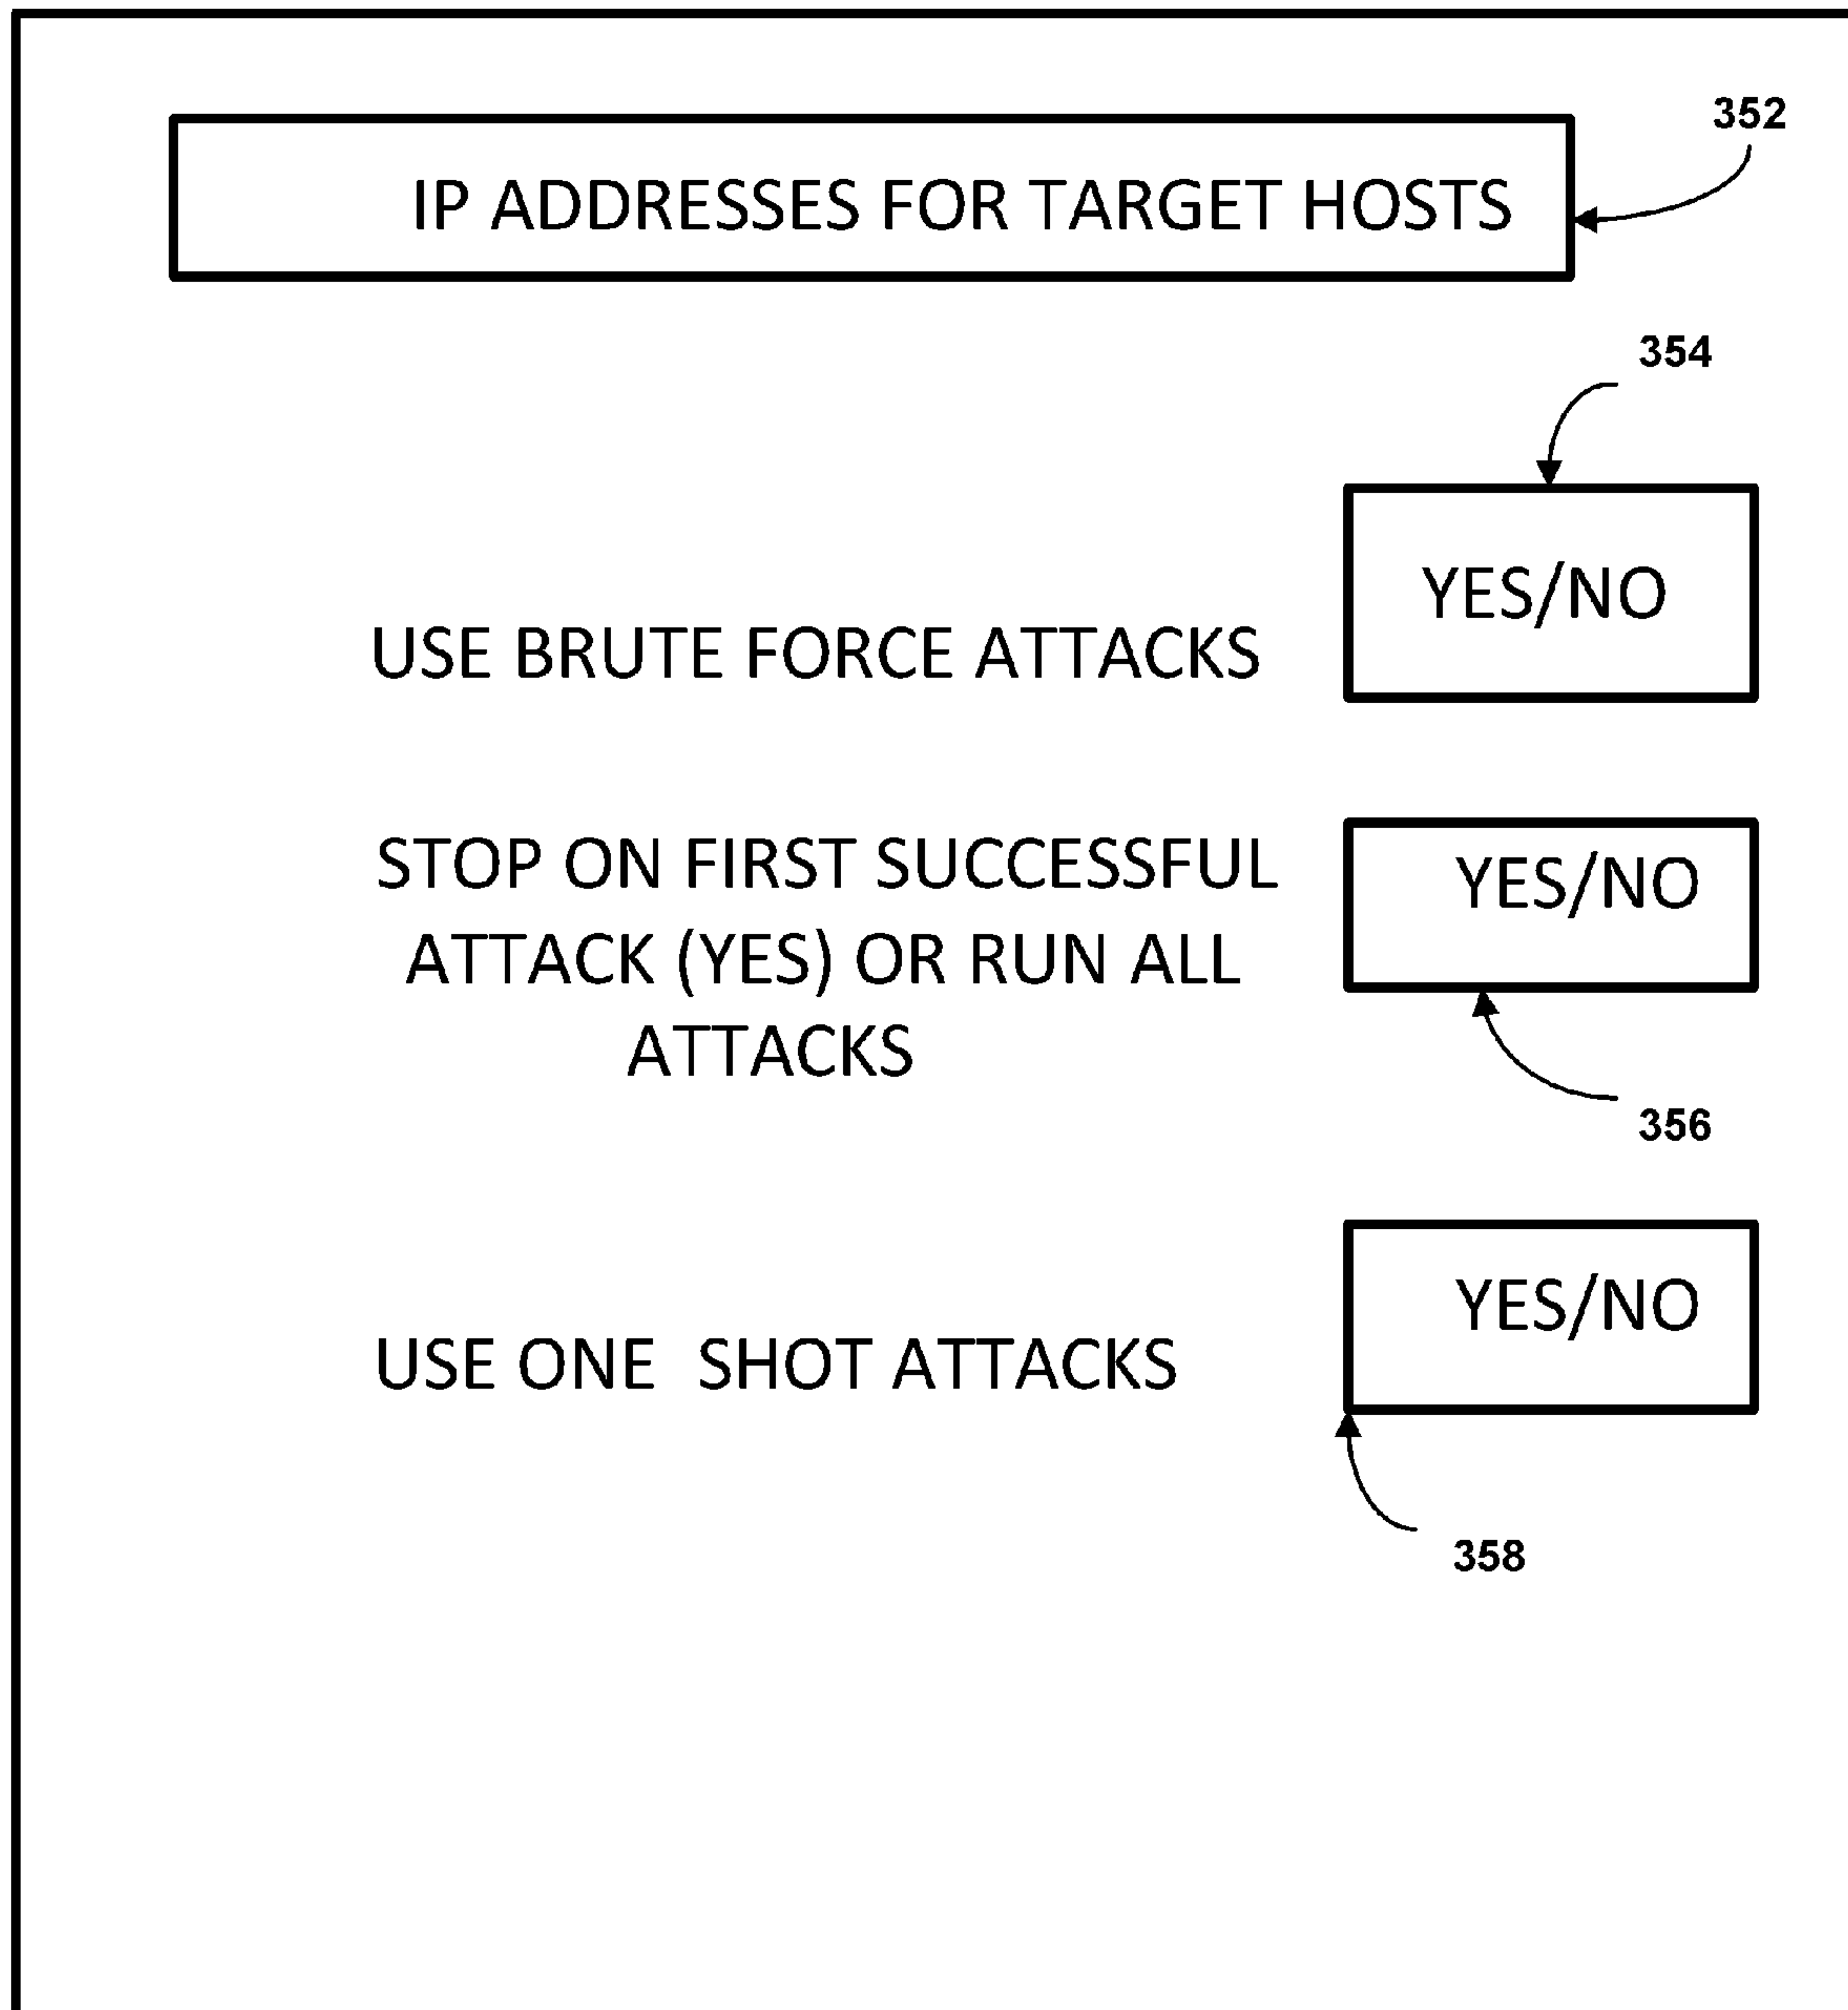 352
IP ADDRESSES FOR TARGET HOSTS
354
YES/NO
USE BRUTE FORCE ATTACKS
STOP ON FIRST SUCCESSFUL
ATTACK (YES) OR RUN ALL
ATTACKS
YES/NO
356
YES/NO
USE ONE SHOT ATTACKS
358